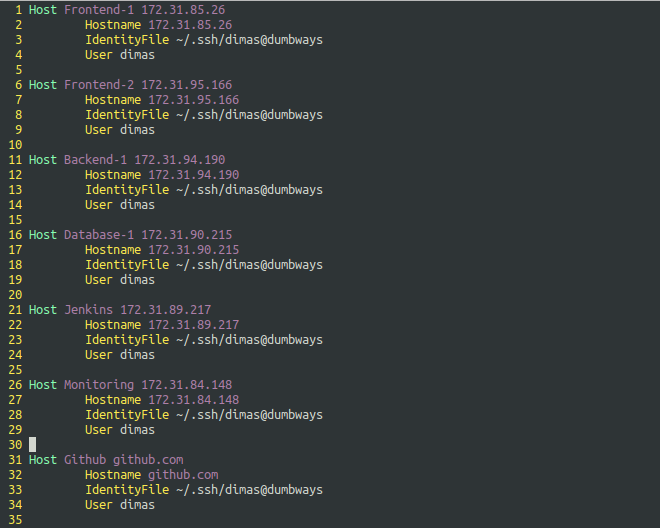 1 Host Frontend-1 172.31.85.26
2 Hostname 172.31.85.26
3 IdentityFile ~/.ssh/dimas@dumbways
4 User dimas
5
6 Host Frontend-2 172.31.95.166
7 Hostname 172.31.95.166
8 IdentityFile ~/.ssh/dimas@dumbways
9 User dimas
10
11 Host Backend-1 172.31.94.190
12 Hostname 172.31.94.190
13 IdentityFile ~/.ssh/dimas@dumbways
14 User dimas
15
16 Host Database-1 172.31.90.215
17 Hostname 172.31.90.215
18 IdentityFile ~/.ssh/dimas@dumbways
19 User dimas
20
21 Host Jenkins 172.31.89.217
22 Hostname 172.31.89.217
23 IdentityFile ~/.ssh/dimas@dumbways
24 User dimas
25
26 Host Monitoring 172.31.84.148
27 Hostname 172.31.84.148
28 IdentityFile ~/.ssh/dimas@dumbways
29 User dimas
30
31 Host Github github.com
32 Hostname github.com
33 IdentityFile ~/.ssh/dimas@dumbways
34 User dimas
35